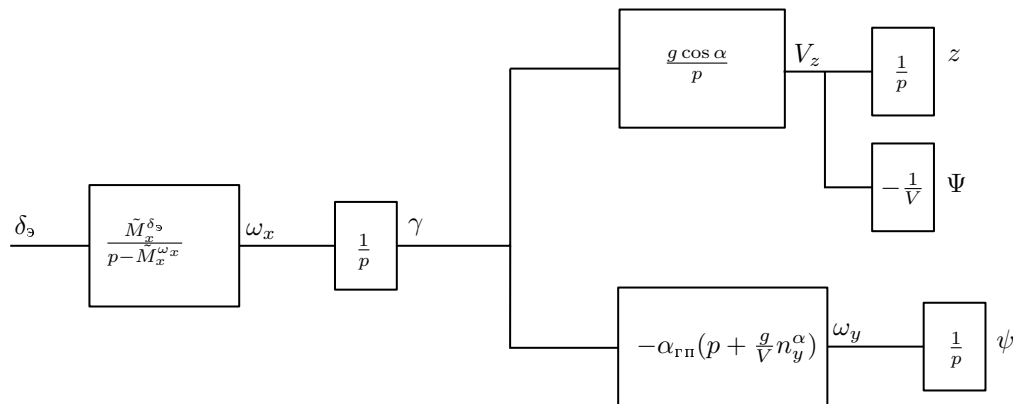 g cos α / p
V_z
1/p
z
-1/V
Ψ
δ_э
M̃_x^{δ_э} / (p − M̃_x^{ω_x})
ω_x
1/p
γ
−α_гп(p + g/V n_y^α)
ω_y
1/p
ψ